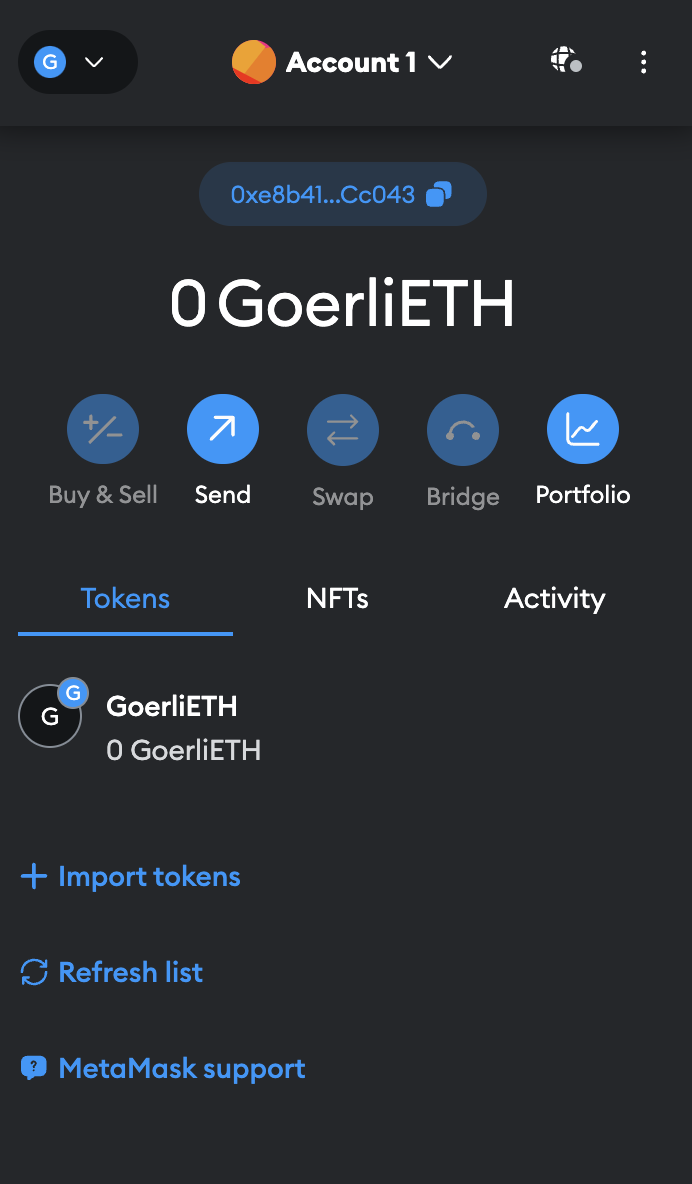 G
Account 1
0xe8b41...Cc043
0 GoerliETH
Buy & Sell Send Swap Bridge Portfolio
Tokens NFTs Activity
G
G
GoerliETH
0 GoerliETH
Import tokens
Refresh list
? MetaMask support